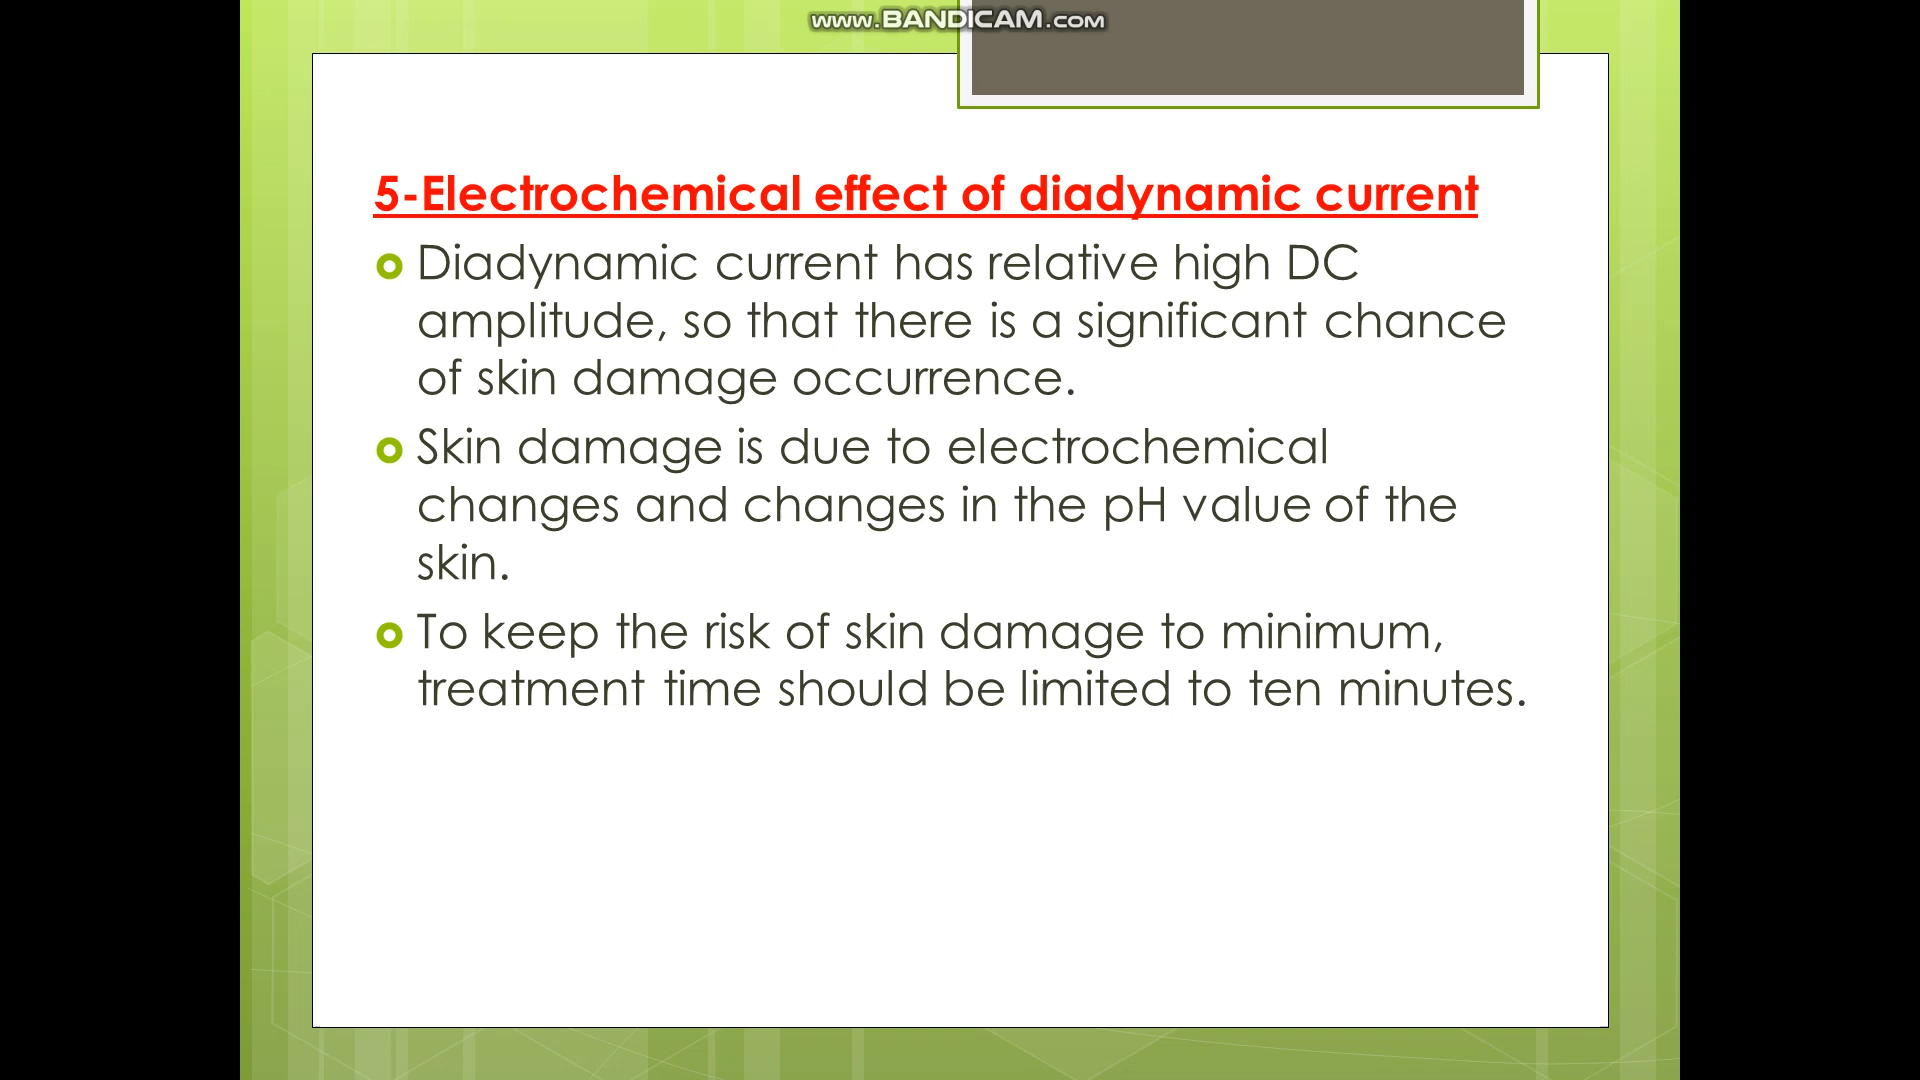 www.BANDICAM.com
5-Electrochemical effect of diadynamic current
Diadynamic current has relative high DC
amplitude, so that there is a significant chance
of skin damage occurrence.
Skin damage is due to electrochemical
changes and changes in the pH value of the
skin.
To keep the risk of skin damage to minimum,
treatment time should be limited to ten minutes.